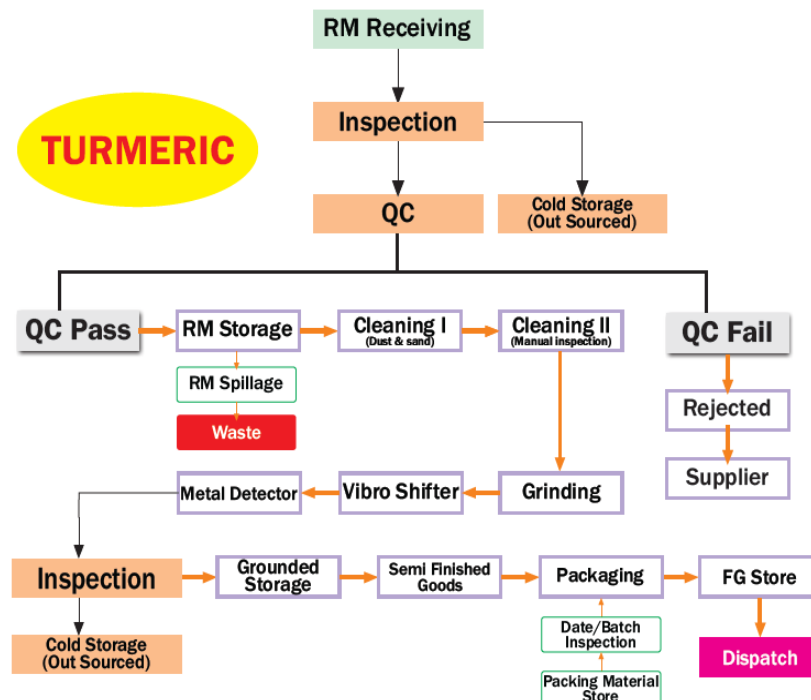 RM Receiving
TURMERIC
Inspection
QC
Cold Storage
(Out Sourced)
QC Pass
RM Storage
Cleaning I
(Dust & sand)
Cleaning II
(Manual inspection)
QC Fail
RM Spillage
Waste
Rejected
Supplier
Metal Detector
Vibro Shifter
Grinding
Inspection
Grounded
Storage
Semi Finished
Goods
Packaging
FG Store
Cold Storage
(Out Sourced)
Date/Batch
Inspection
Dispatch
Packing Material
Store